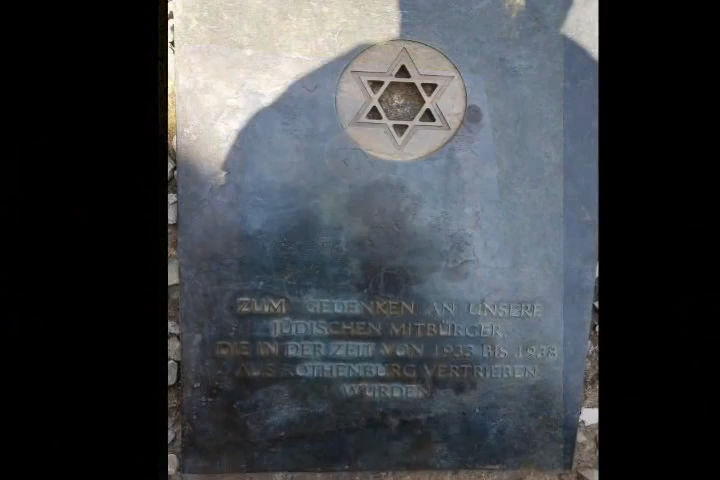 ZUM GEDENKEN AN UNSERE
JÜDISCHEN MITBÜRGER,
DIE IN DER ZEIT VON 1933 BIS 1938
AUS ROTHENBURG VERTRIEBEN
WURDEN